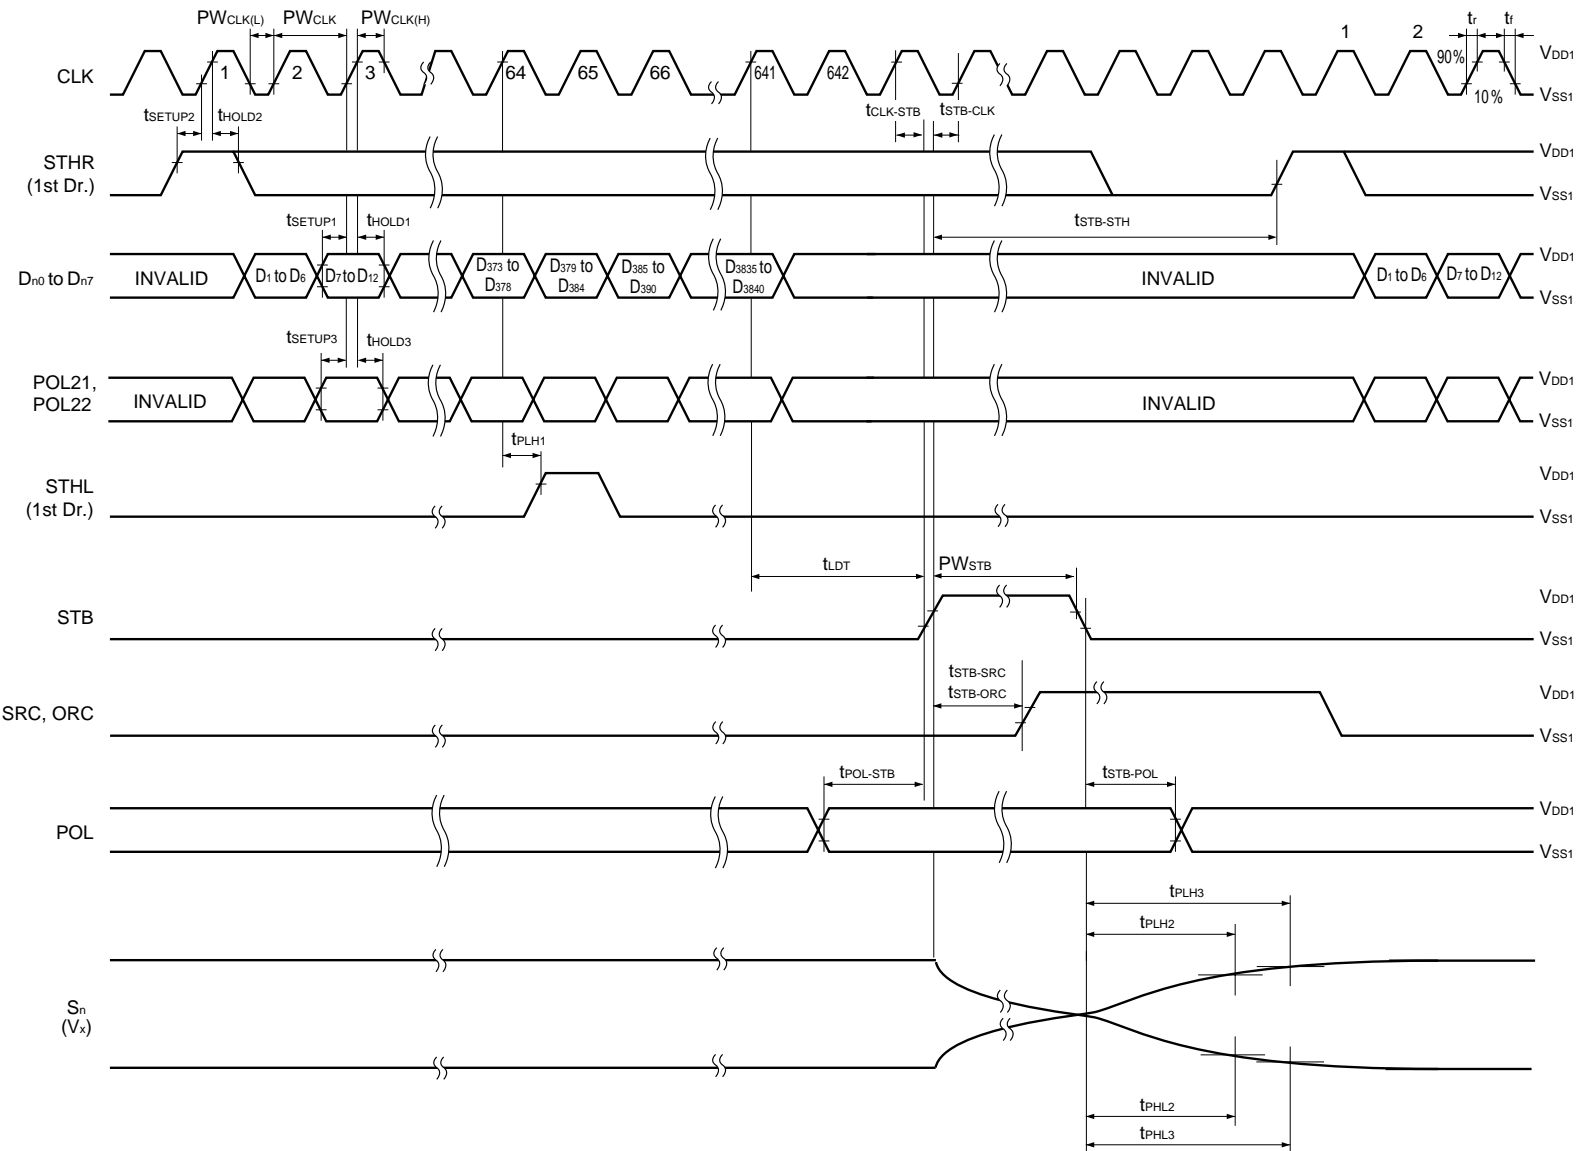 PWCLK(L) PWCLK PWCLK(H)
1 2 tr tf
CLK 1 2 3 64 65 66 641 642 90% 10% VDD1
VSS1
tSETUP2 tHOLD2 tCLK-STB tSTB-CLK
STHR
(1st Dr.)
VDD1
VSS1
tSETUP1 tHOLD1 tSTB-STH
Dn0 to Dn7 INVALID D1 to D6 D7 to D12 D373 to D378 D379 to D384 D385 to D390 D3835 to D3840 INVALID D1 to D6 D7 to D12
VDD1
VSS1
tSETUP3 tHOLD3
POL21,
POL22
INVALID INVALID
VDD1
VSS1
tPLH1
STHL
(1st Dr.)
VDD1
VSS1
tLDT PWSTB
STB
VDD1
VSS1
tSTB-SRC
tSTB-ORC
SRC, ORC
VDD1
VSS1
tPOL-STB tSTB-POL
POL
VDD1
VSS1
tPLH3
tPLH2
Sn
(Vx)
tPHL2
tPHL3